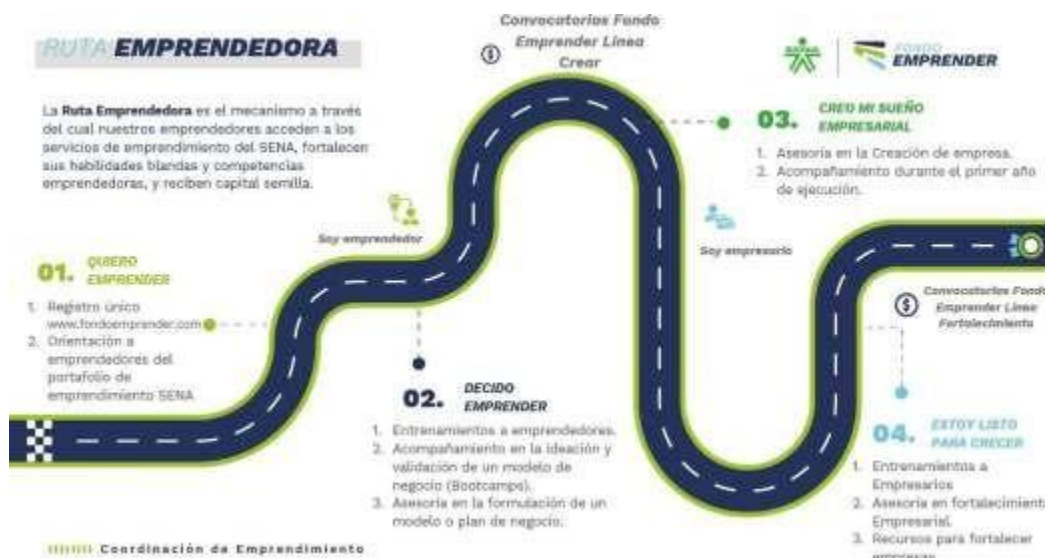 RUTA EMPRENDEDORA
La Ruta Emprendedora es el mecanismo a través
del cual nuestros emprendedores acceden a los
servicios de emprendimiento del SENA, fortalecen
sus habilidades blandas y competencias
emprendedoras, y reciben capital semilla.
Convocatorias Fondo
Emprender Línea
Crear
SENA
FONDO
EMPRENDER
01. QUIERO
EMPRENDER
1. Registro único
www.fondoemprender.com
2. Orientación a
emprendedores del
portafolio de
emprendimiento SENA
Soy emprendedor
02. DECIDO
EMPRENDER
1. Entrenamientos a emprendedores.
2. Acompañamiento en la ideación y
validación de un modelo de
negocio (Bootcamps).
3. Asesoría en la formulación de un
modelo o plan de negocio.
03. CREO MI SUEÑO
EMPRESARIAL
1. Asesoría en la Creación de empresa.
2. Acompañamiento durante el primer año
de ejecución.
Soy empresario
Convocatorias Fondo
Emprender Línea
Fortalecimiento
04. ESTOY LISTO
PARA CRECER
1. Entrenamientos a
Empresarios
2. Asesoría en fortalecimiento
Empresarial.
3. Recursos para fortalecer
empresas
Coordinación de Emprendimiento